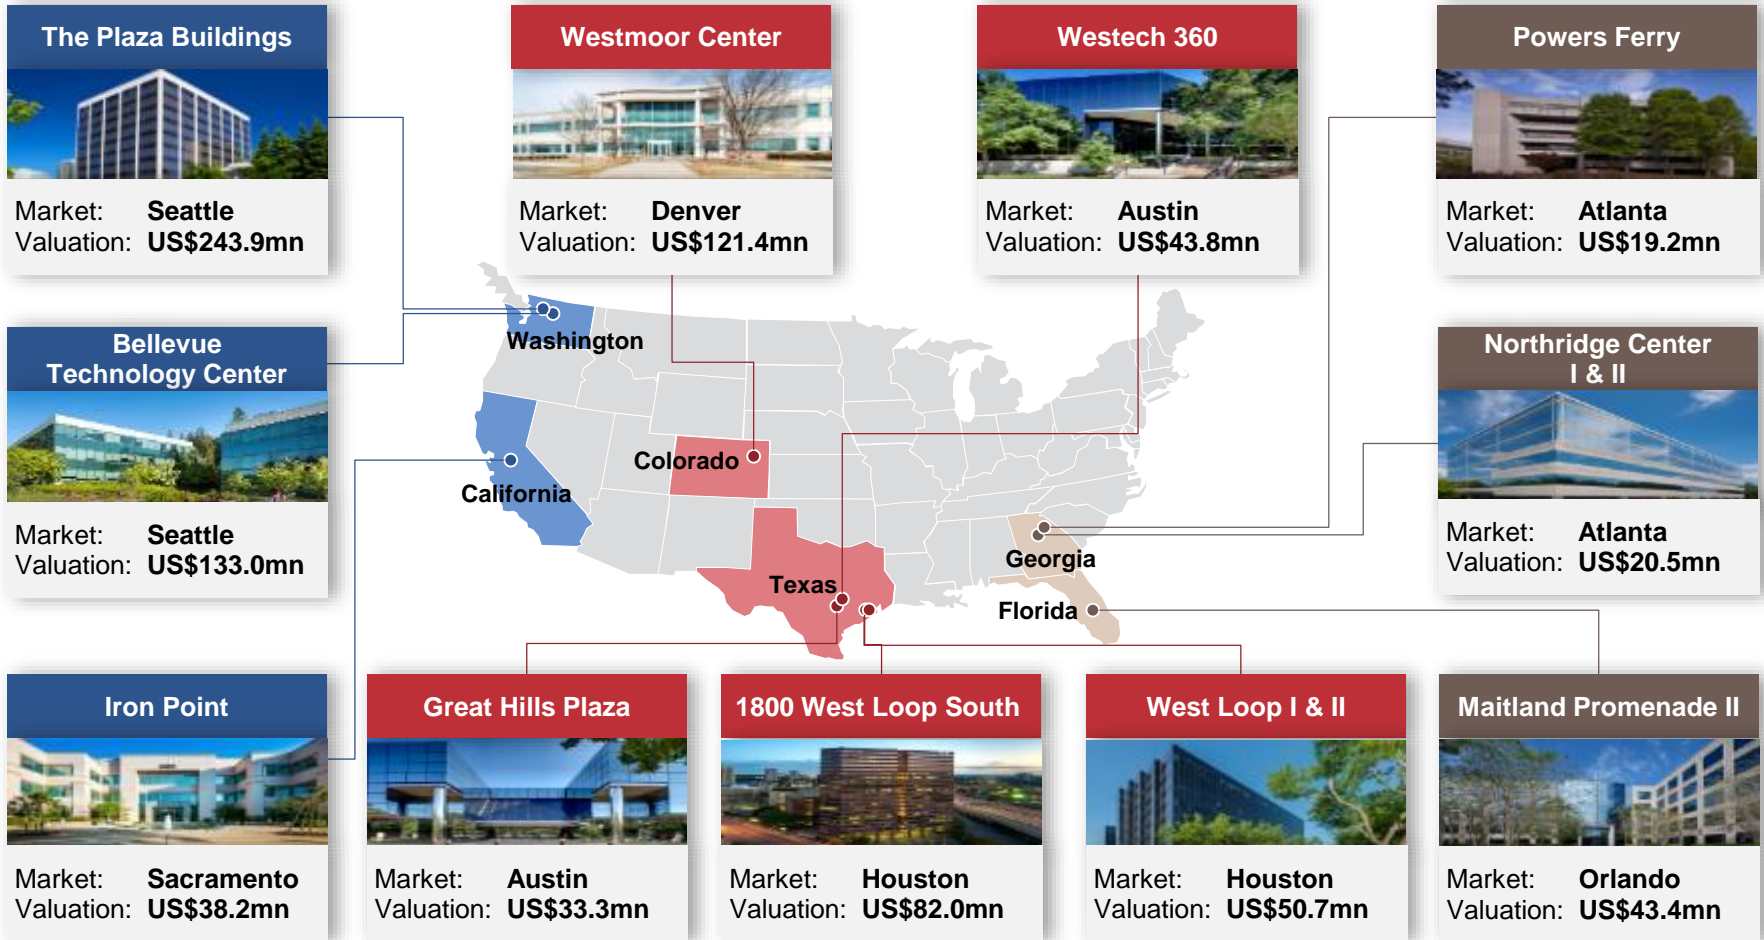 The Plaza Buildings
Market: Seattle
Valuation: US$243.9mn
Westmoor Center
Market: Denver
Valuation: US$121.4mn
Westech 360
Market: Austin
Valuation: US$43.8mn
Powers Ferry
Market: Atlanta
Valuation: US$19.2mn
Bellevue
Technology Center
Market: Seattle
Valuation: US$133.0mn
Washington
California
Colorado
Texas
Georgia
Florida
Northridge Center
I & II
Market: Atlanta
Valuation: US$20.5mn
Iron Point
Market: Sacramento
Valuation: US$38.2mn
Great Hills Plaza
Market: Austin
Valuation: US$33.3mn
1800 West Loop South
Market: Houston
Valuation: US$82.0mn
West Loop I & II
Market: Houston
Valuation: US$50.7mn
Maitland Promenade II
Market: Orlando
Valuation: US$43.4mn